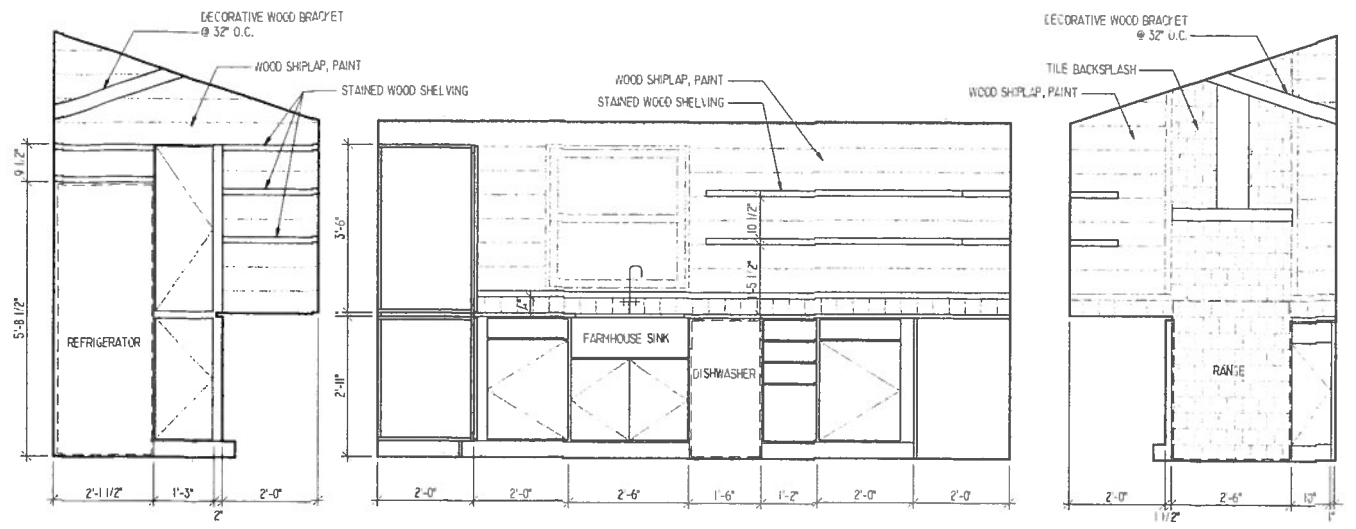 DECORATIVE WOOD BRACKET
@ 32" O.C.
WOOD SHIPLAP, PAINT
STAINED WOOD SHELVING
9 1/2"
5'-8 1/2"
REFRIGERATOR
2'-1 1/2"
1'-3"
2"
2'-0"
WOOD SHIPLAP, PAINT
STAINED WOOD SHELVING
3'-6"
2'-11"
10 1/2"
1'-5 1/2"
FARMHOUSE SINK
DISHWASHER
2'-0"
2'-0"
2'-6"
1'-6"
1'-2"
2'-0"
2'-0"
DECORATIVE WOOD BRACKET
@ 32" O.C.
TILE BACKSPLASH
WOOD SHIPLAP, PAINT
RANGE
2'-0"
1 1/2"
2'-6"
10"
1"